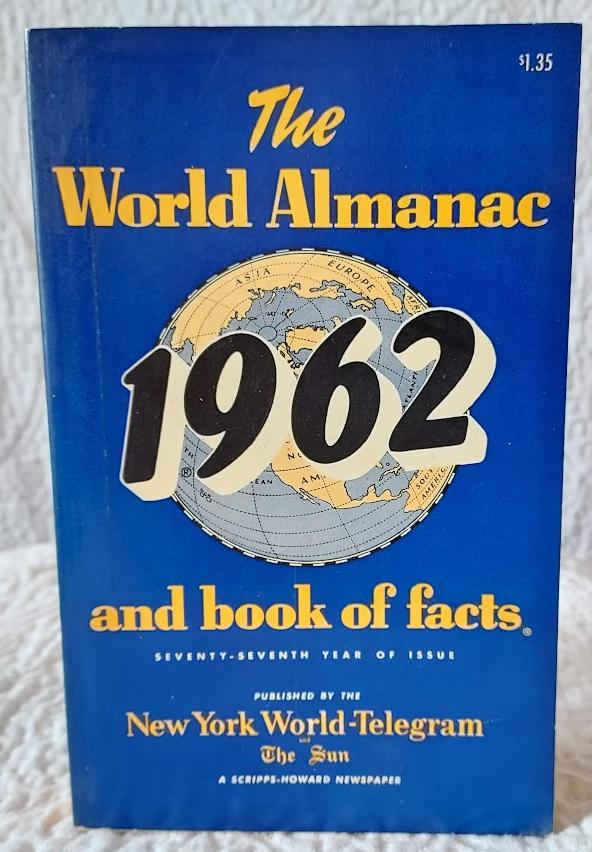 $1.35
The
World Almanac
ASIA
EUROPE
1962
AM.
SOUTH
AMERICA
and book of facts®
SEVENTY-SEVENTH YEAR OF ISSUE
PUBLISHED BY THE
New York World-Telegram
and
The Sun
A SCRIPPS-HOWARD NEWSPAPER